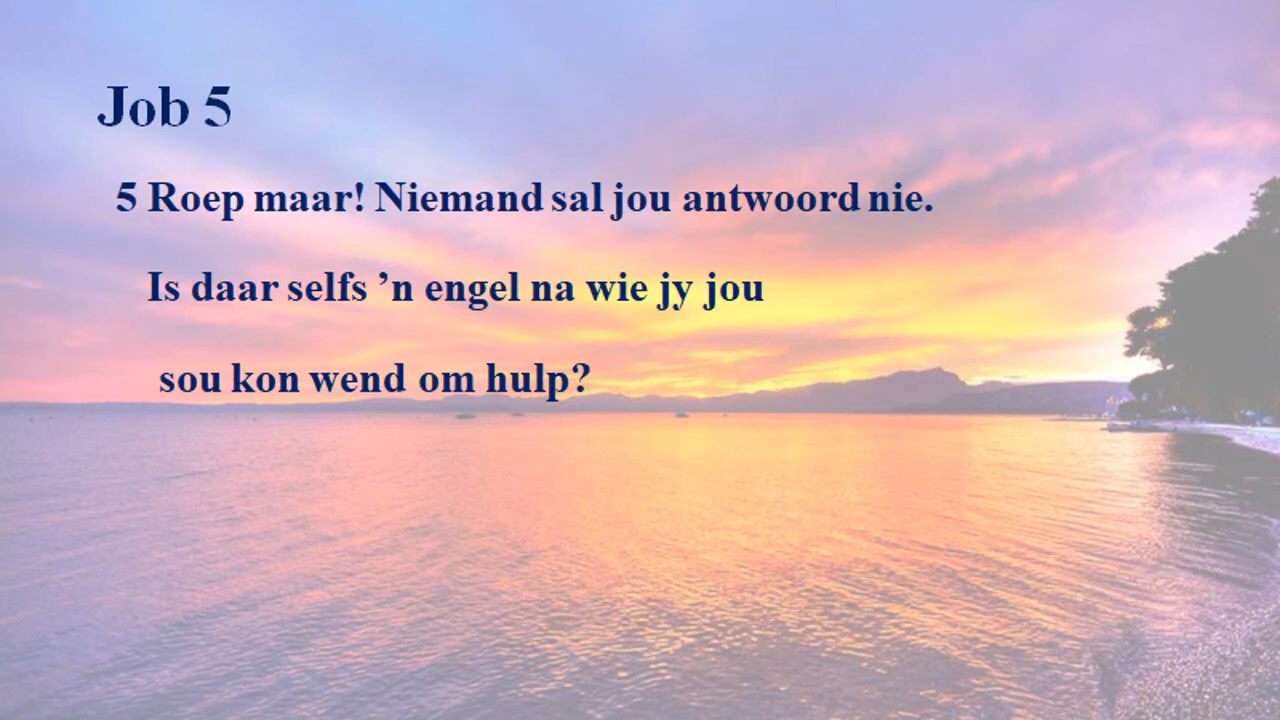 Job 5
5 Roep maar! Niemand sal jou antwoord nie.
Is daar selfs ’n engel na wie jy jou
sou kon wend om hulp?